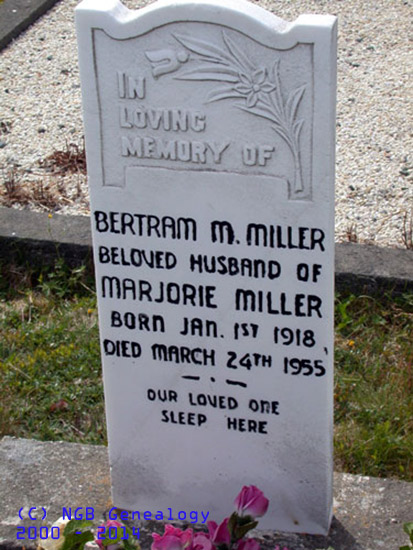 IN
LOVING
MEMORY OF
BERTRAM M. MILLER
BELOVED HUSBAND OF
MARJORIE MILLER
BORN JAN. 1ST 1918
DIED MARCH 24TH 1955
OUR LOVED ONE
SLEEP HERE
(C) NGB Genealogy
2000 - 2014